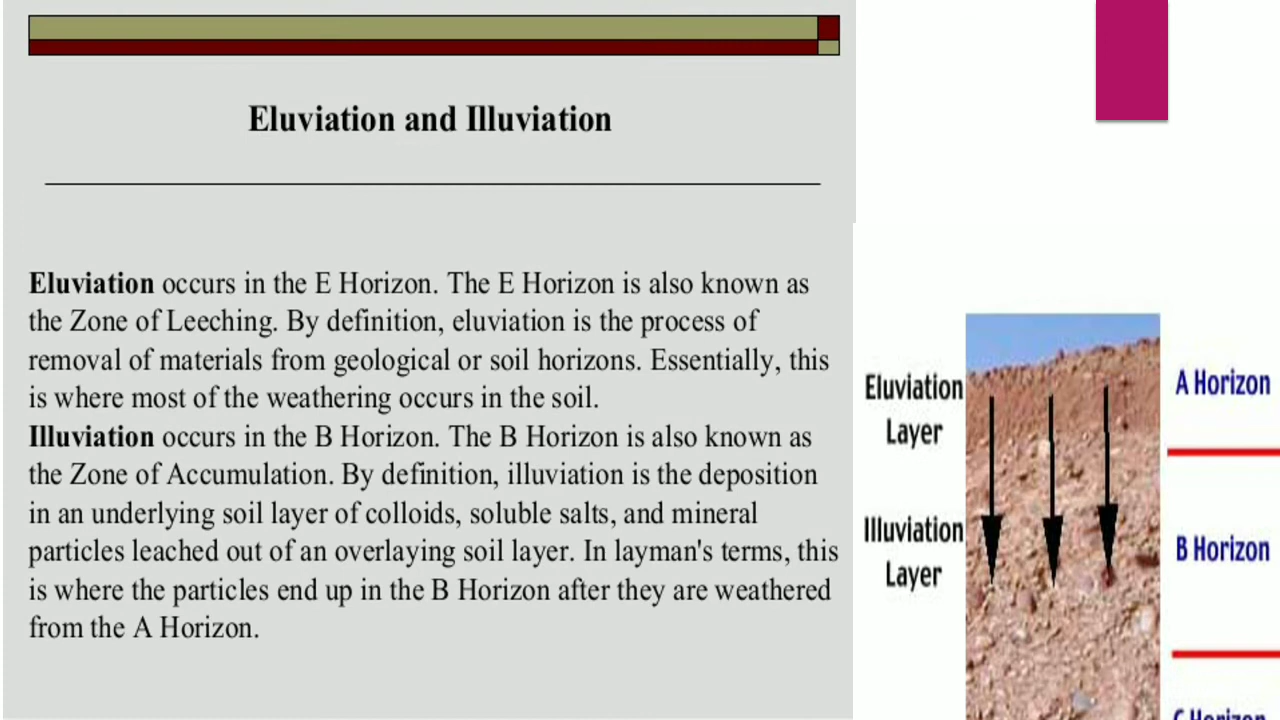 Eluviation and Illuviation
Eluviation occurs in the E Horizon. The E Horizon is also known as
the Zone of Leeching. By definition, eluviation is the process of
removal of materials from geological or soil horizons. Essentially, this
is where most of the weathering occurs in the soil.
Illuviation occurs in the B Horizon. The B Horizon is also known as
the Zone of Accumulation. By definition, illuviation is the deposition
in an underlying soil layer of colloids, soluble salts, and mineral
particles leached out of an overlaying soil layer. In layman's terms, this
is where the particles end up in the B Horizon after they are weathered
from the A Horizon.
Eluviation
Layer
A Horizon
Illuviation
Layer
B Horizon
C Horizon